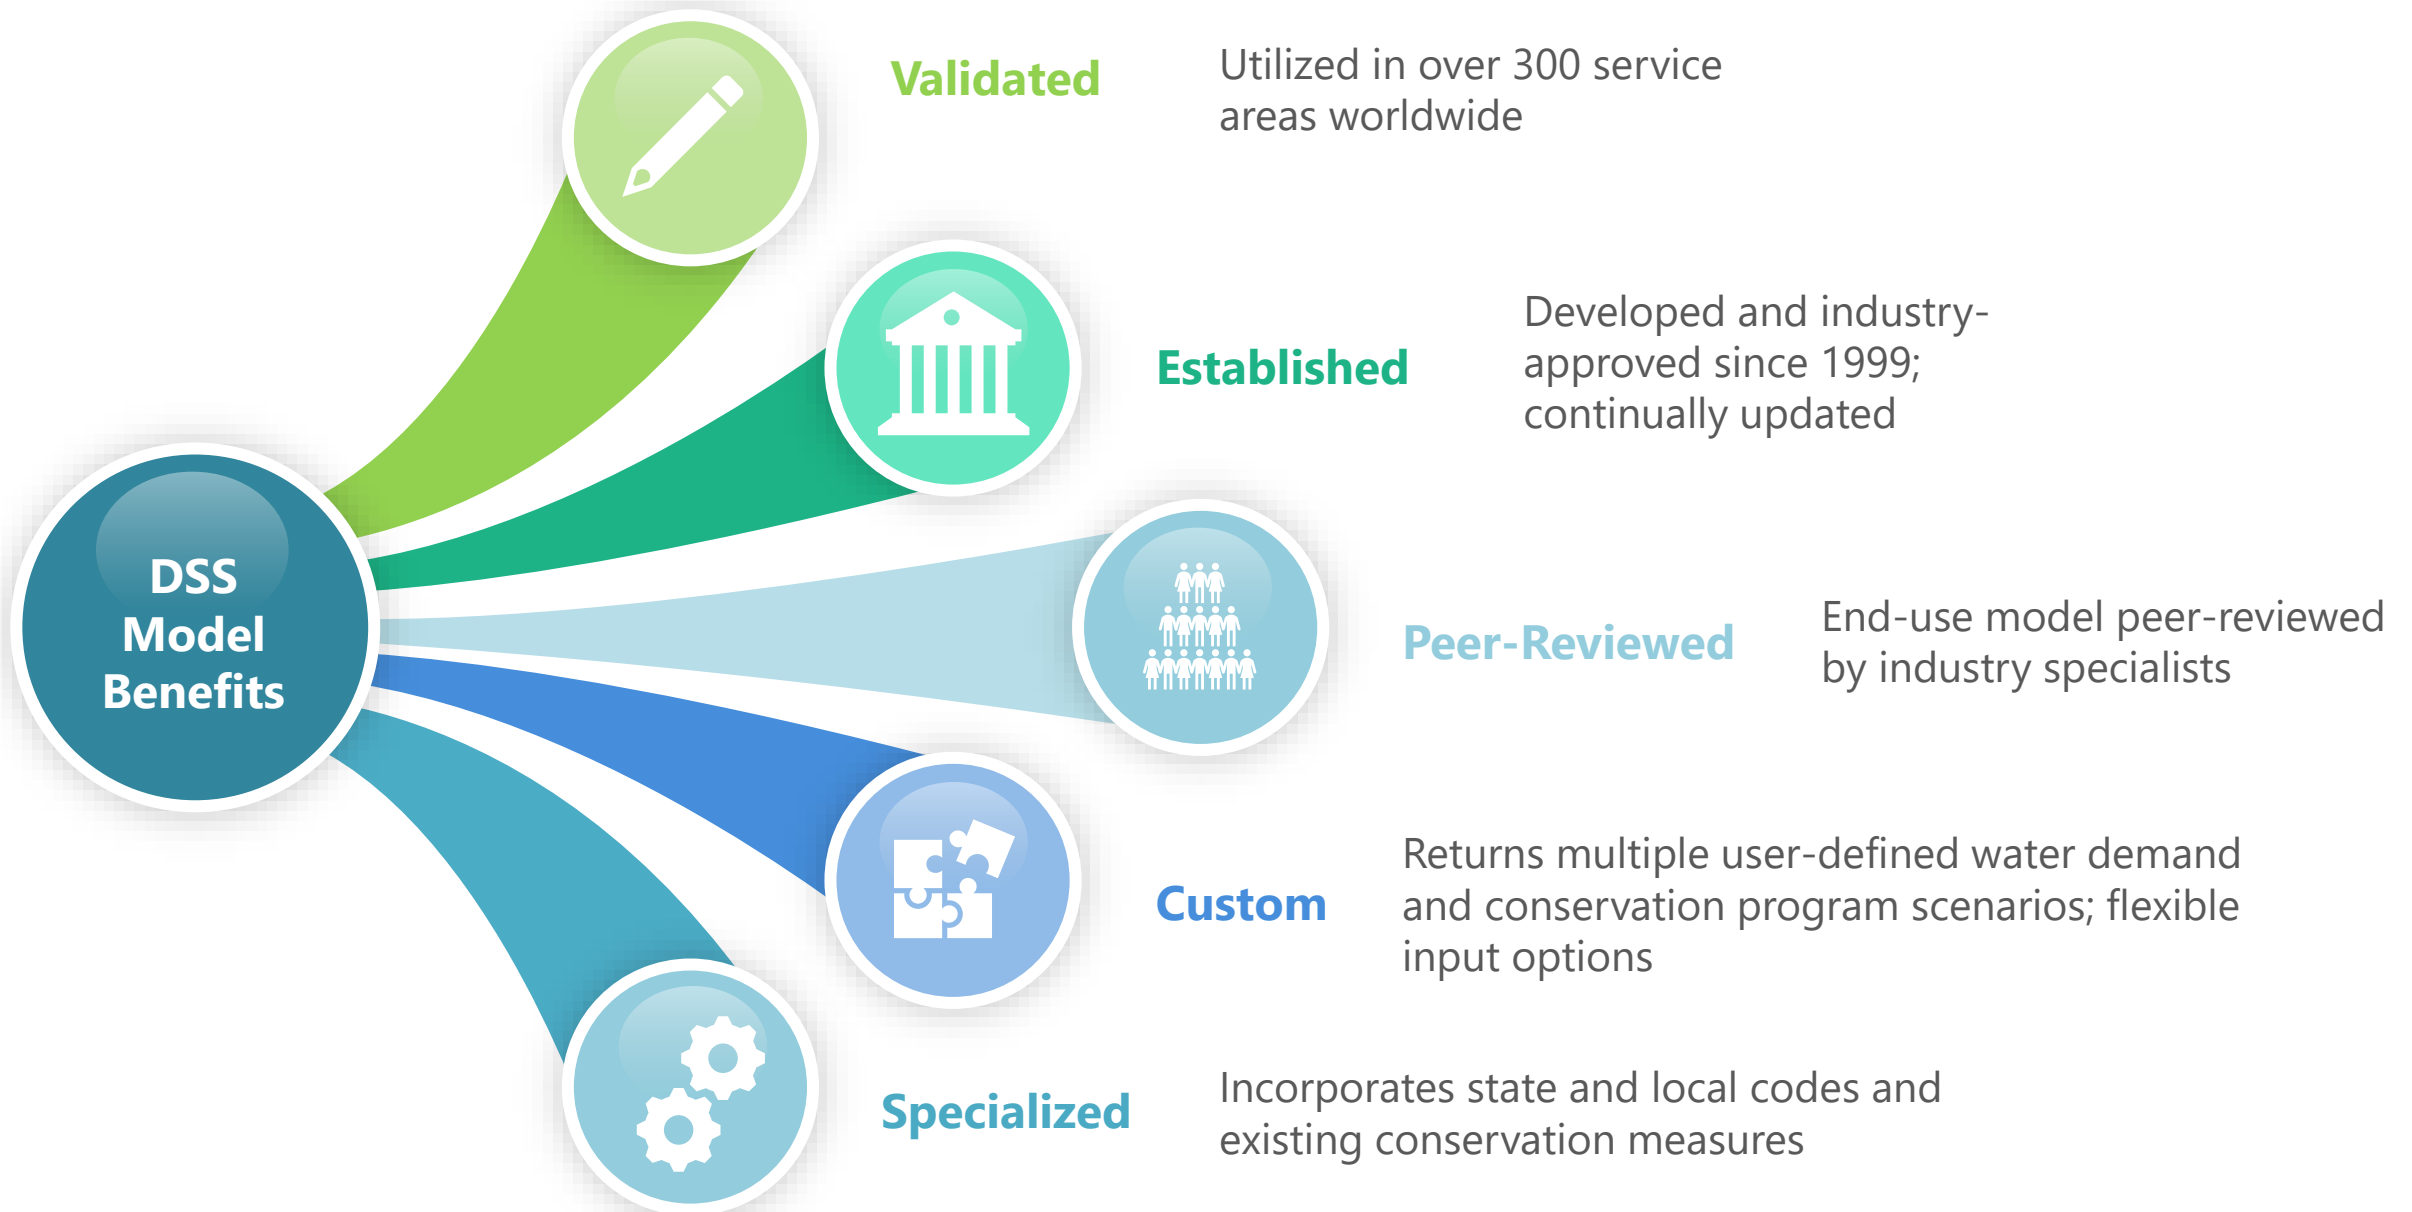 Validated
Utilized in over 300 service
areas worldwide
Established
Developed and industry-
approved since 1999;
continually updated
DSS
Model
Benefits
Peer-Reviewed
End-use model peer-reviewed
by industry specialists
Custom
Returns multiple user-defined water demand
and conservation program scenarios; flexible
input options
Specialized
Incorporates state and local codes and
existing conservation measures